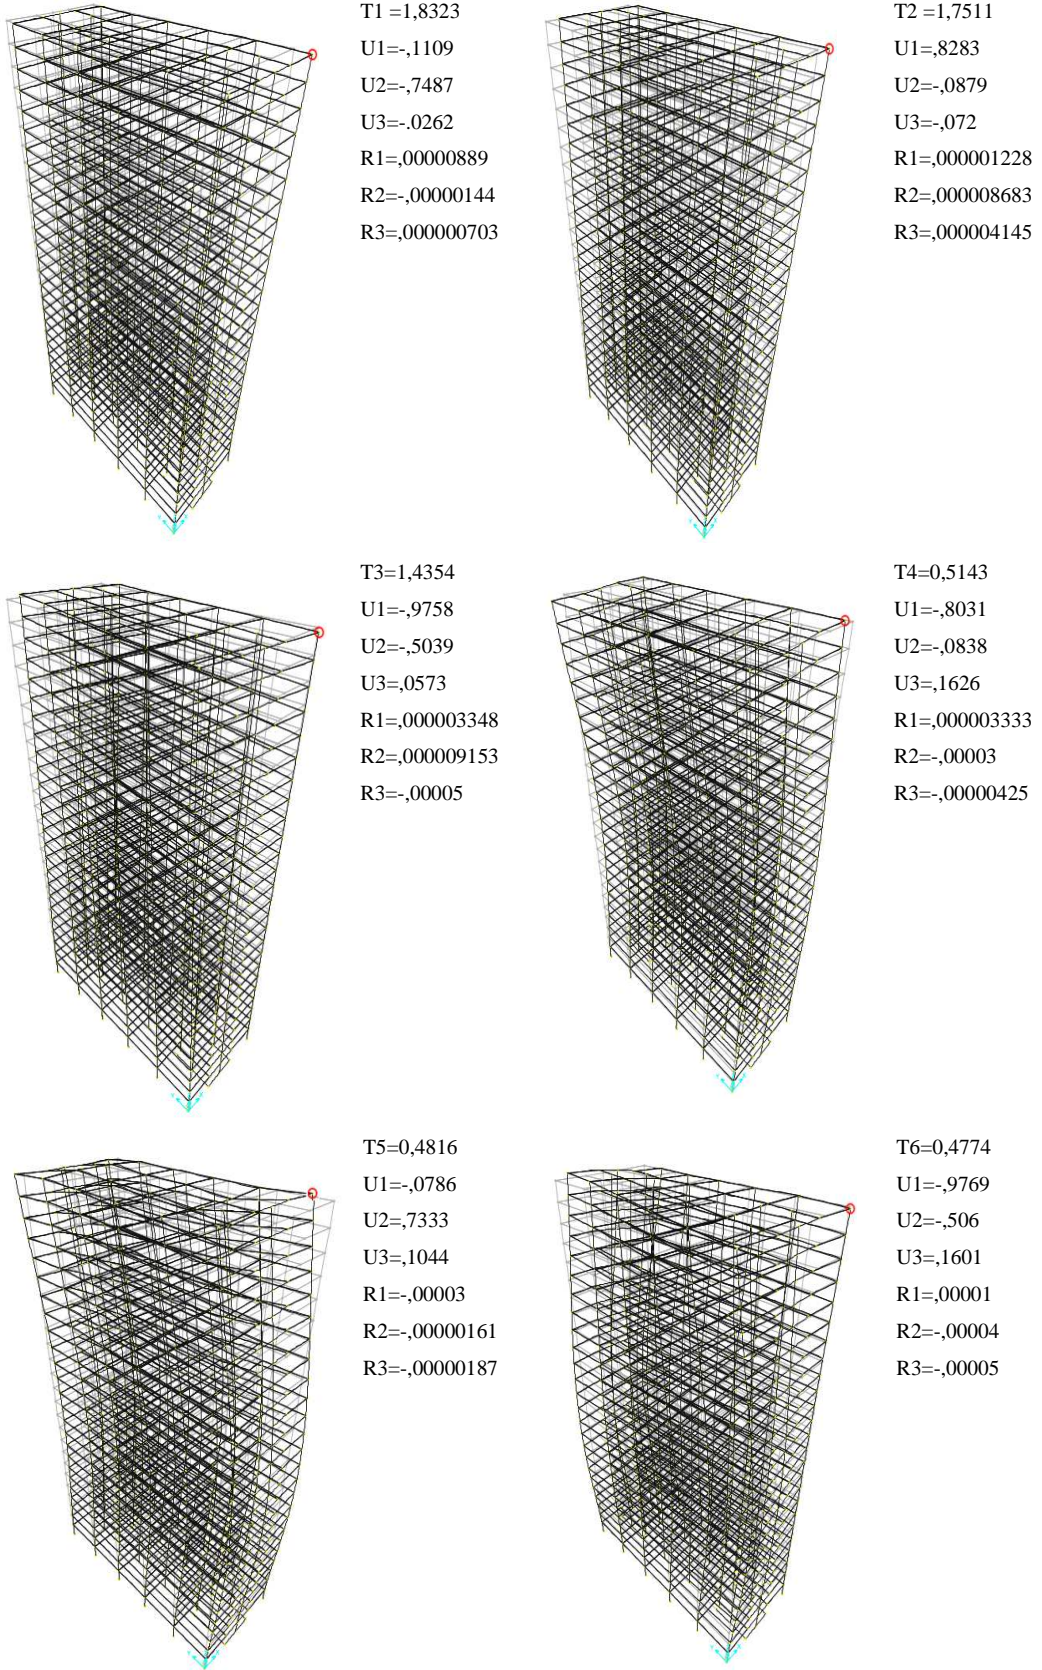 T1 =1,8323
U1=-,1109
U2=-,7487
U3=-.0262
R1=,00000889
R2=-,00000144
R3=,000000703
T2 =1,7511
U1=,8283
U2=-,0879
U3=-,072
R1=,000001228
R2=,000008683
R3=,000004145
T3=1,4354
U1=-,9758
U2=-,5039
U3=,0573
R1=,000003348
R2=,000009153
R3=-,00005
T4=0,5143
U1=-,8031
U2=-,0838
U3=,1626
R1=,000003333
R2=-,00003
R3=-,00000425
T5=0,4816
U1=-,0786
U2=,7333
U3=,1044
R1=-,00003
R2=-,00000161
R3=-,00000187
T6=0,4774
U1=-,9769
U2=-,506
U3=,1601
R1=,00001
R2=-,00004
R3=-,00005